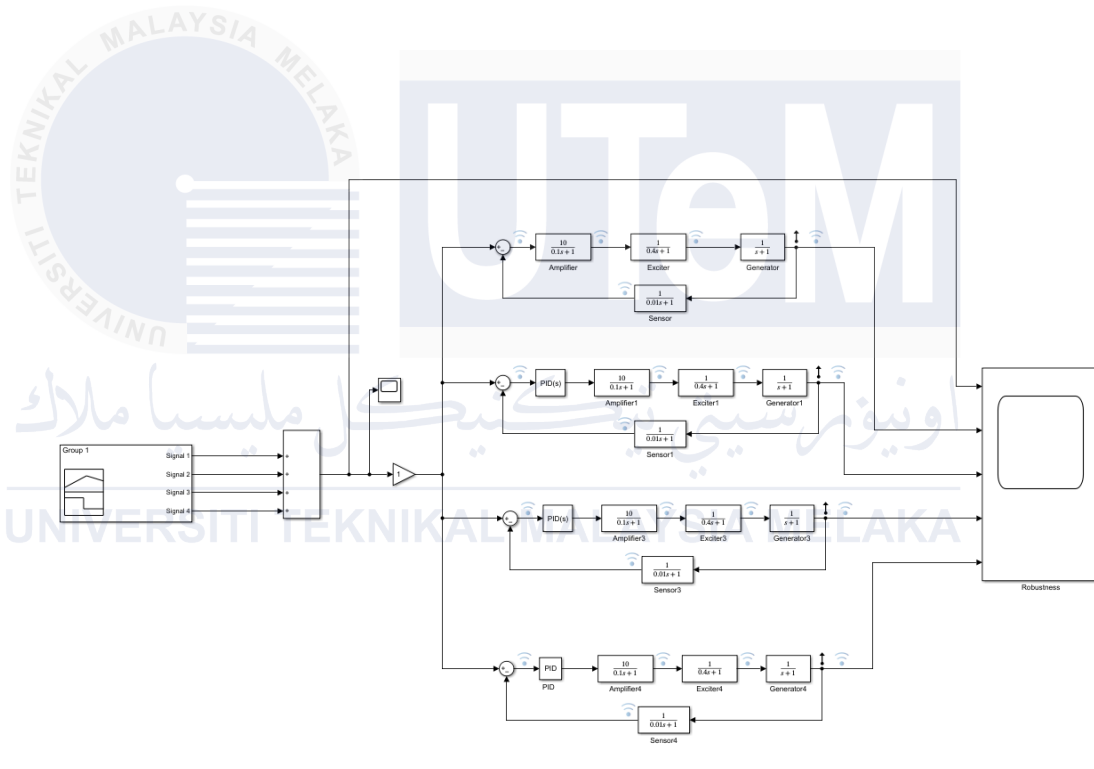 UNIVERSITI TEKNIKAL MALAYSIA MELAKA
UTeM
10
0.1s+1
Amplifier
1
0.4s+1
Exciter
1
s+1
Generator
1
0.01s+1
Sensor
PID(s)
10
0.1s+1
Amplifier1
1
0.4s+1
Exciter1
1
s+1
Generator1
1
0.01s+1
Sensor1
اونيۏرسيتي تيكنيكل مليسيا ملاك
Group 1
Signal 1
Signal 2
Signal 3
Signal 4
+
+
+
+
1
UNIVERSITI TEKNIKAL MALAYSIA MELAKA
PID(s)
10
0.1s+1
Amplifier3
1
0.4s+1
Exciter3
1
s+1
Generator3
1
0.01s+1
Sensor3
Robustness
PID
PID
10
0.1s+1
Amplifier4
1
0.4s+1
Exciter4
1
s+1
Generator4
1
0.01s+1
Sensor4